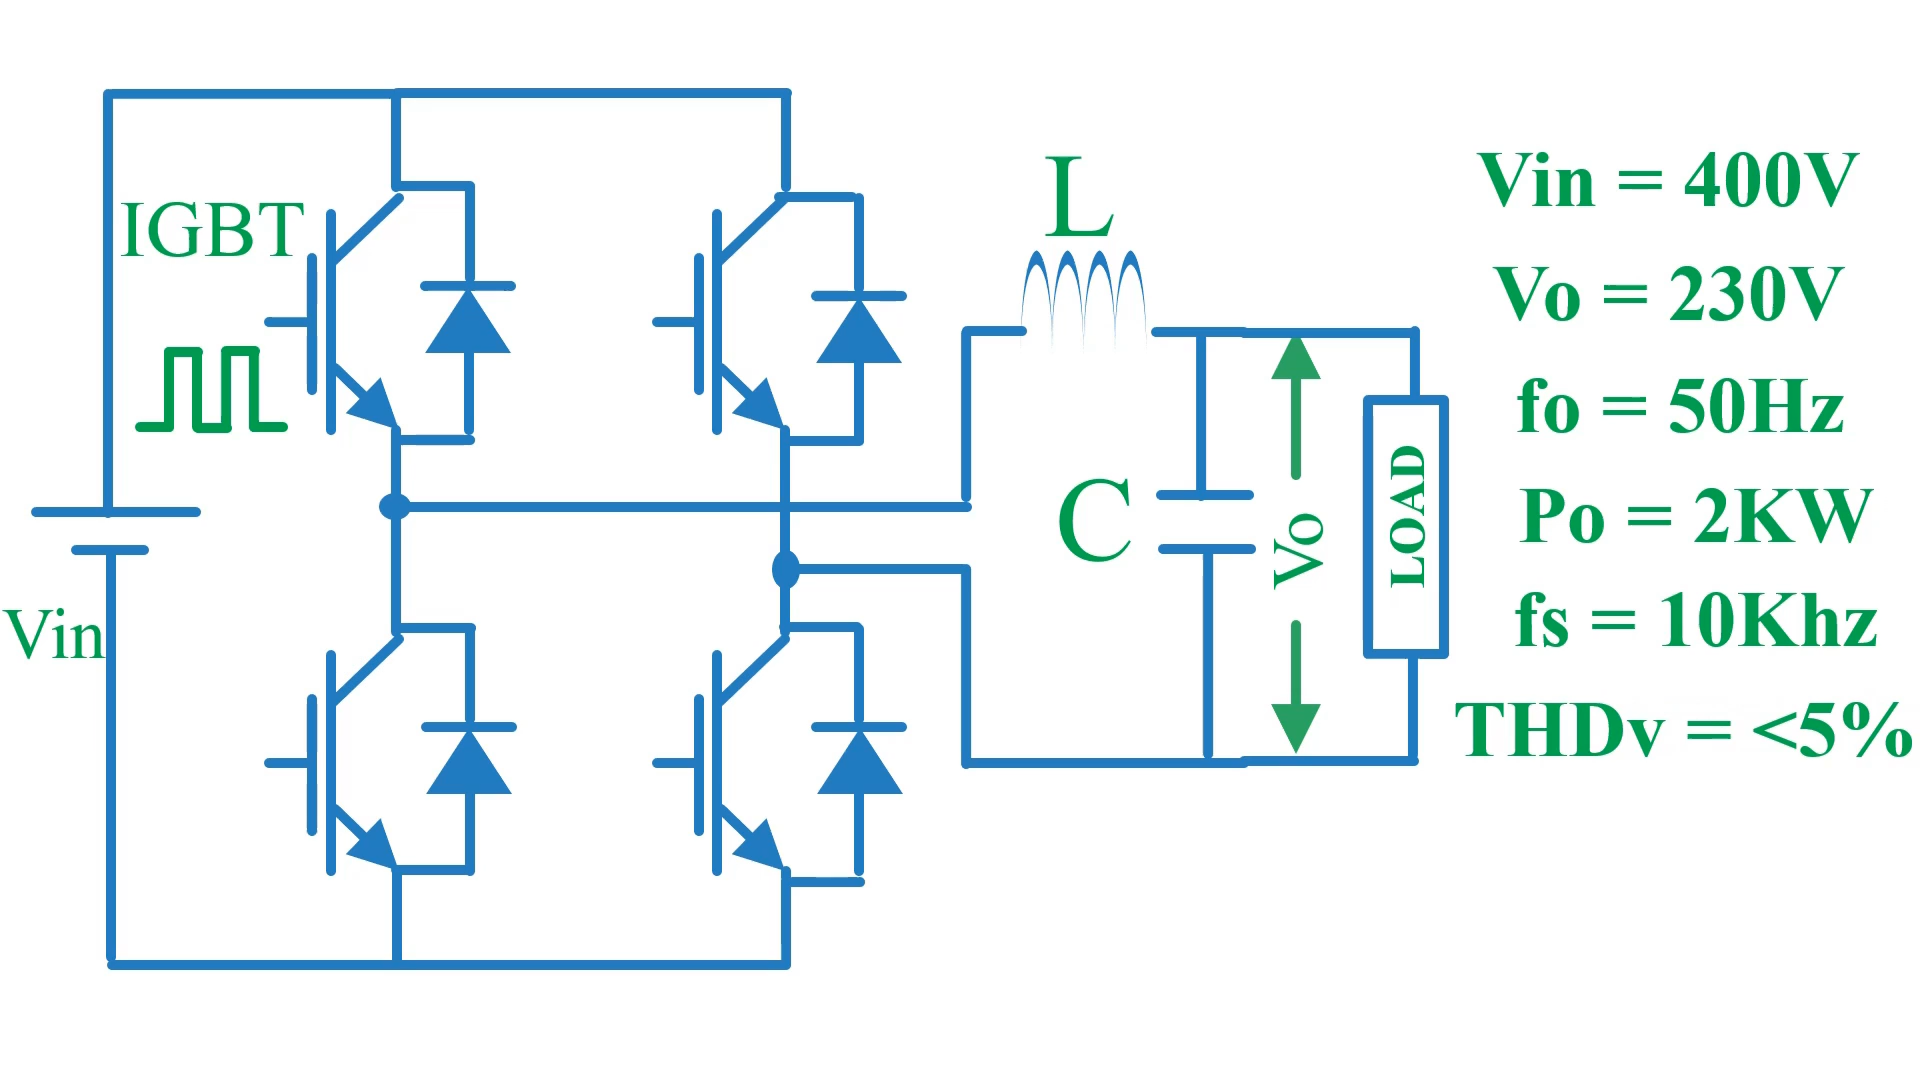 IGBT
Vin
L
C
Vo
LOAD
Vin = 400V
Vo = 230V
fo = 50Hz
Po = 2KW
fs = 10Khz
THDv = <5%